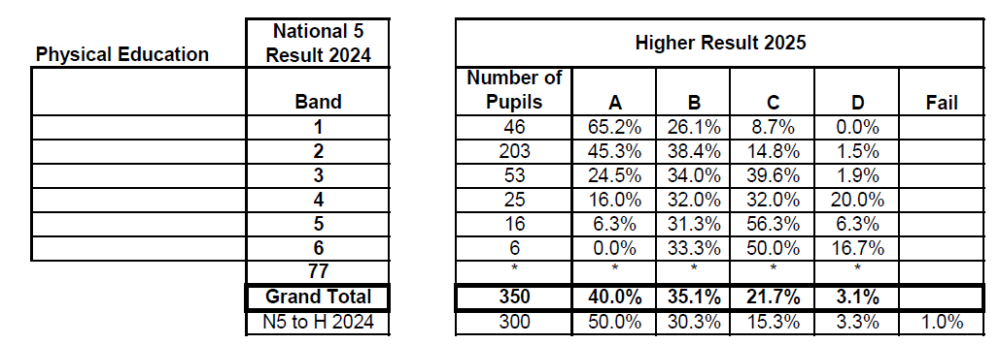 National 5
Physical Education Result 2024 Higher Result 2025
Number of
Band Pupils A B C D Fail
1 46 65.2% 26.1% 8.7% 0.0%
2 203 45.3% 38.4% 14.8% 1.5%
3 53 24.5% 34.0% 39.6% 1.9%
4 25 16.0% 32.0% 32.0% 20.0%
5 16 6.3% 31.3% 56.3% 6.3%
6 6 0.0% 33.3% 50.0% 16.7%
77 * * * * *
Grand Total 350 40.0% 35.1% 21.7% 3.1%
N5 to H 2024 300 50.0% 30.3% 15.3% 3.3% 1.0%